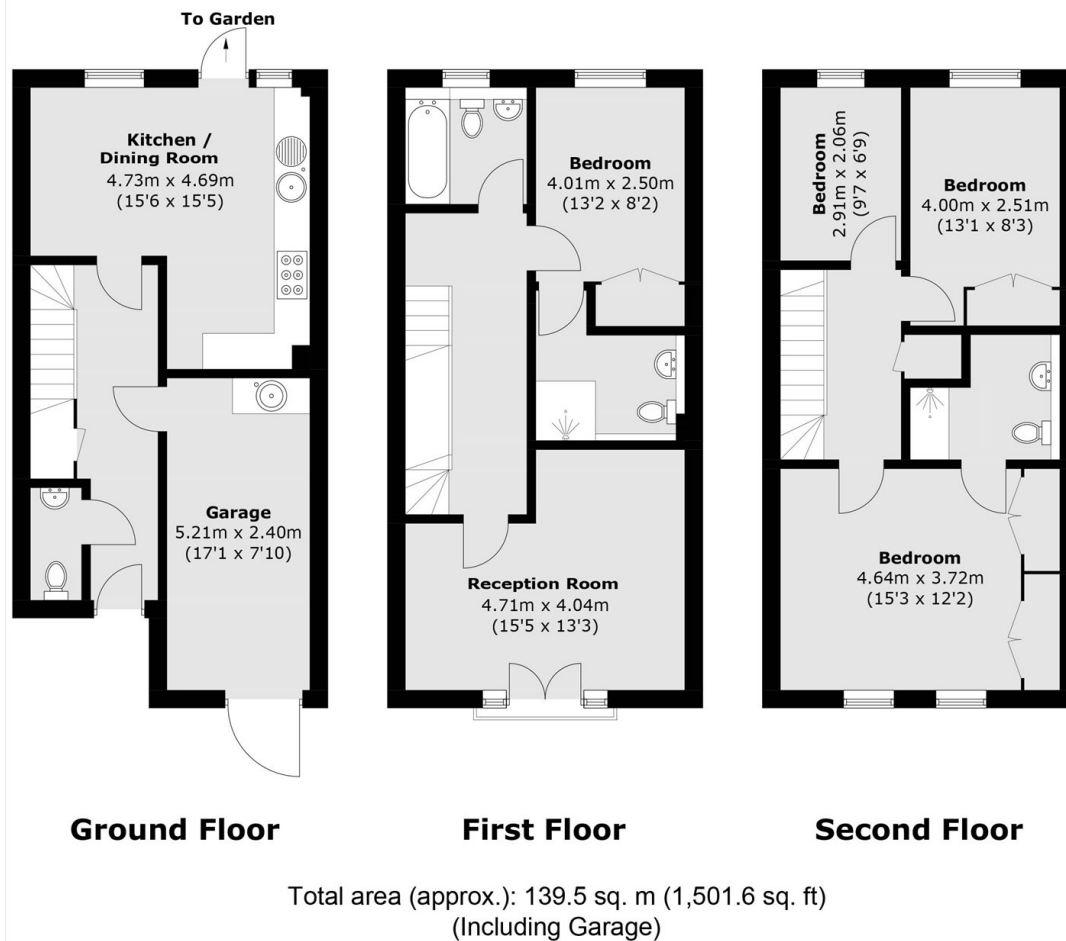 To Garden
Kitchen /
Dining Room
4.73m x 4.69m
(15'6 x 15'5)
Garage
5.21m x 2.40m
(17'1 x 7'10)
Bedroom
4.01m x 2.50m
(13'2 x 8'2)
Reception Room
4.71m x 4.04m
(15'5 x 13'3)
Bedroom
2.91m x 2.06m
(9'7 x 6'9)
Bedroom
4.00m x 2.51m
(13'1 x 8'3)
Bedroom
4.64m x 3.72m
(15'3 x 12'2)
Ground Floor
First Floor
Second Floor
Total area (approx.): 139.5 sq. m (1,501.6 sq. ft)
(Including Garage)